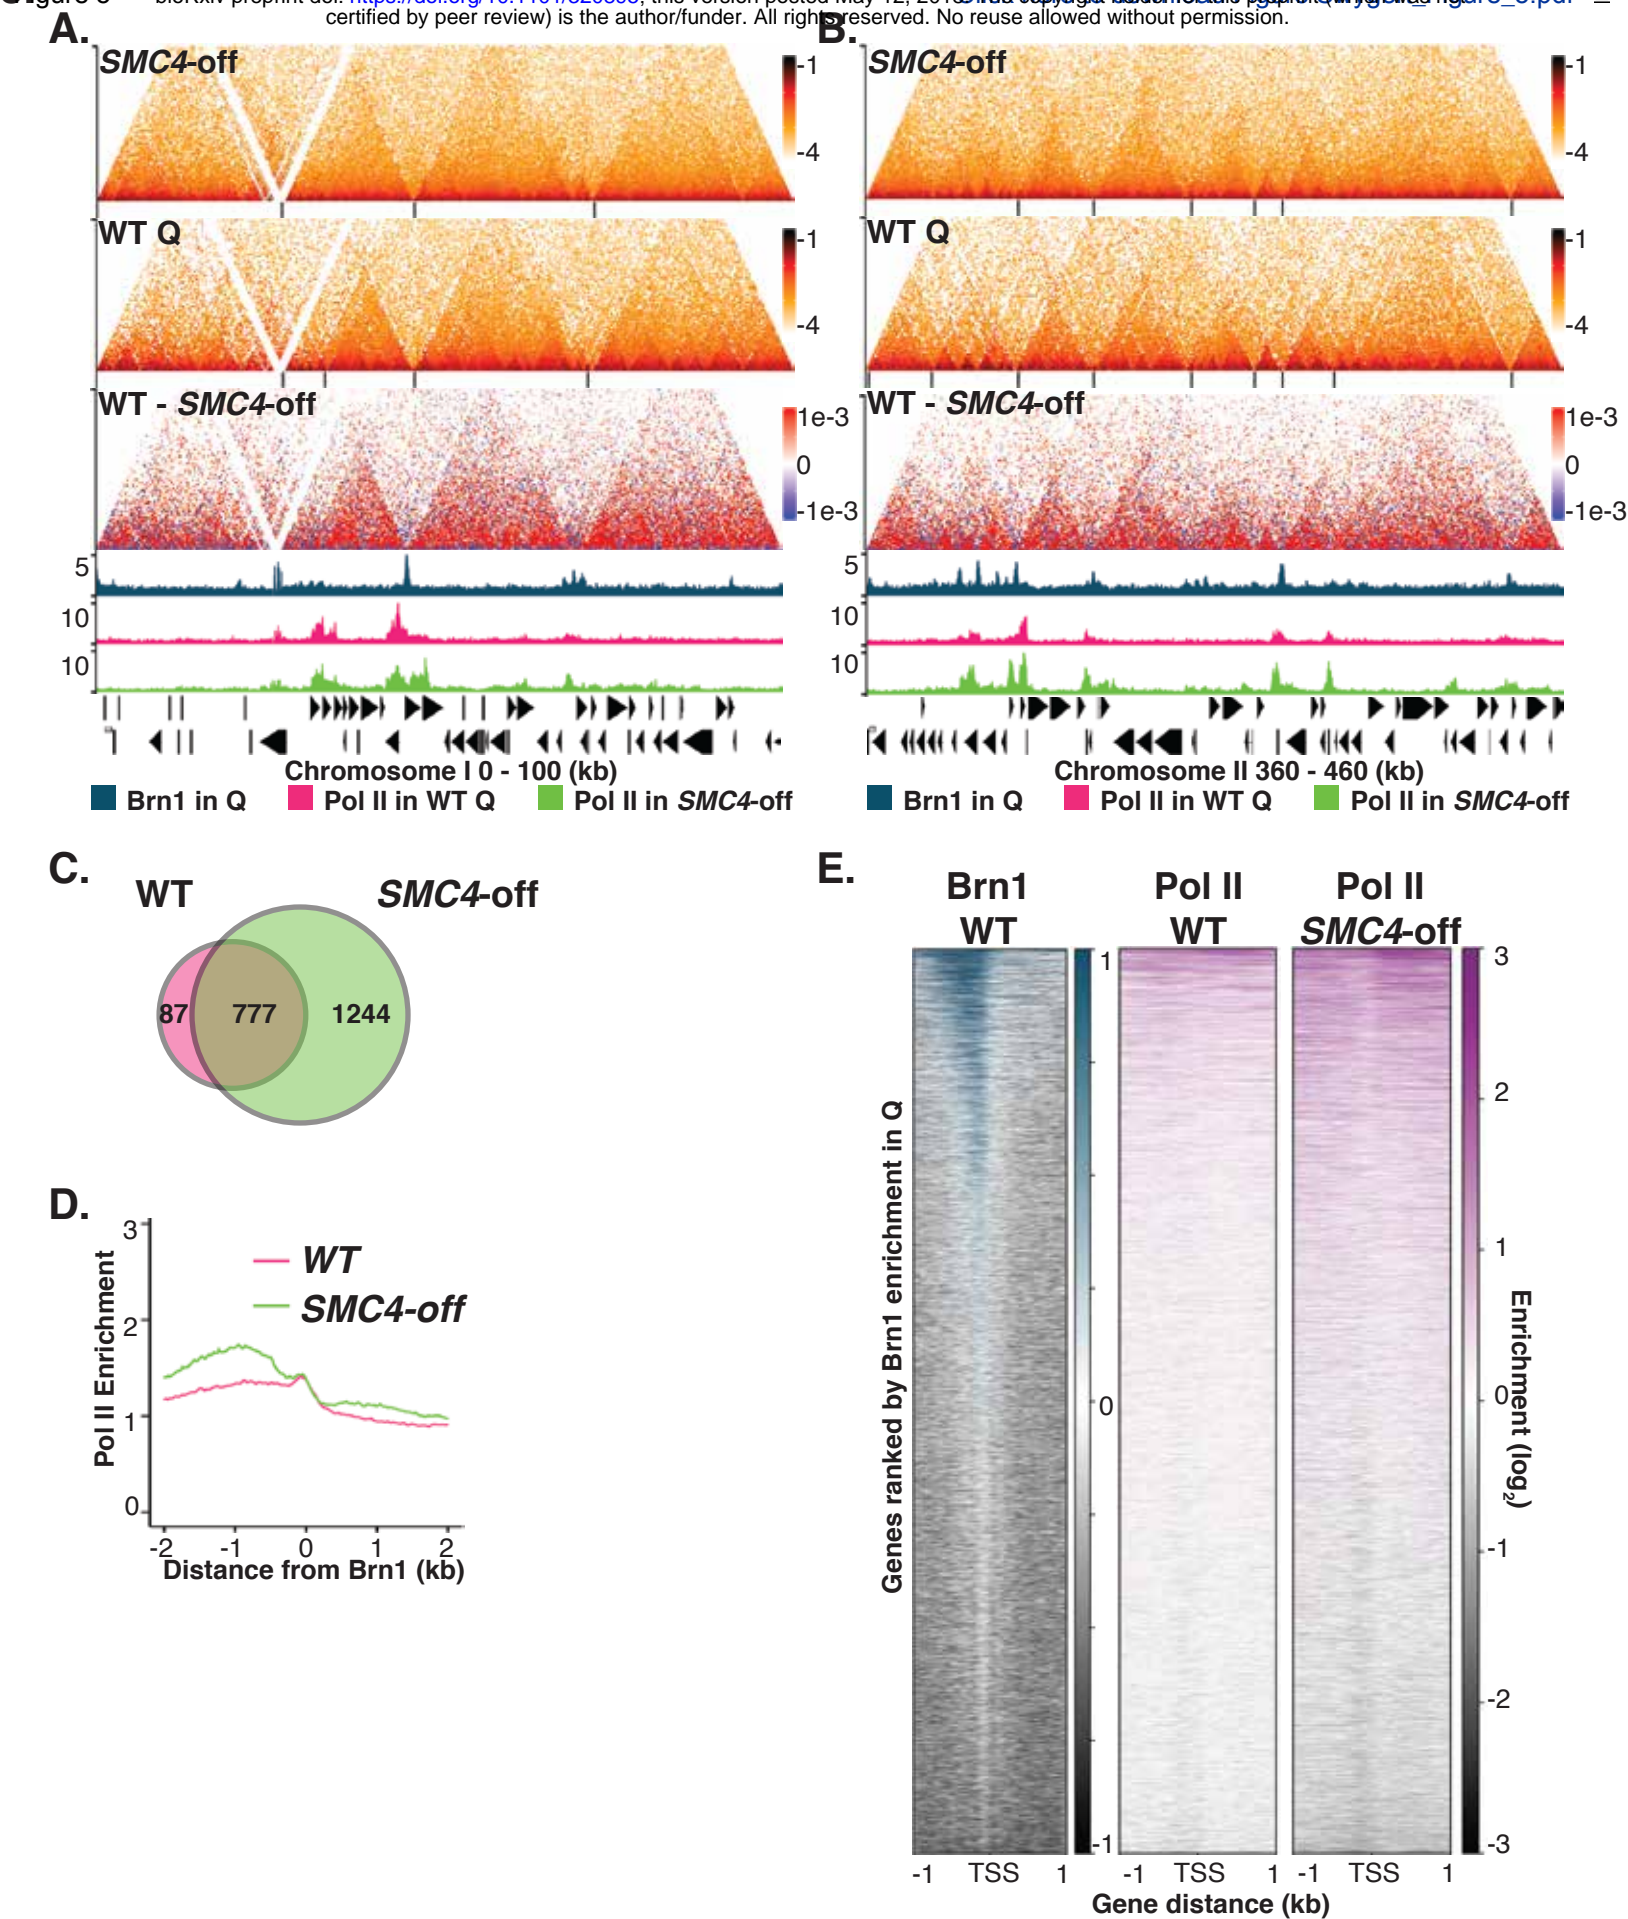 certified by peer review) is the author/funder. All rights reserved. No reuse allowed without permission.
A.
SMC4-off
-1
-4
WT Q
-1
-4
WT - SMC4-off
1e-3
0
-1e-3
5
10
10
Chromosome I 0 - 100 (kb)
Brn1 in Q
Pol II in WT Q
Pol II in SMC4-off
B.
SMC4-off
-1
-4
WT Q
-1
-4
WT - SMC4-off
1e-3
0
-1e-3
5
10
10
Chromosome II 360 - 460 (kb)
Brn1 in Q
Pol II in WT Q
Pol II in SMC4-off
C.
WT
SMC4-off
87
777
1244
D.
3
2
1
0
Pol II Enrichment
WT
SMC4-off
-2 -1 0 1 2
Distance from Brn1 (kb)
E.
Brn1
WT
Pol II
WT
Pol II
SMC4-off
Genes ranked by Brn1 enrichment in Q
1
0
-1
3
2
1
0
-1
-2
-3
Enrichment (log2)
-1 TSS 1
-1 TSS 1
-1 TSS 1
Gene distance (kb)